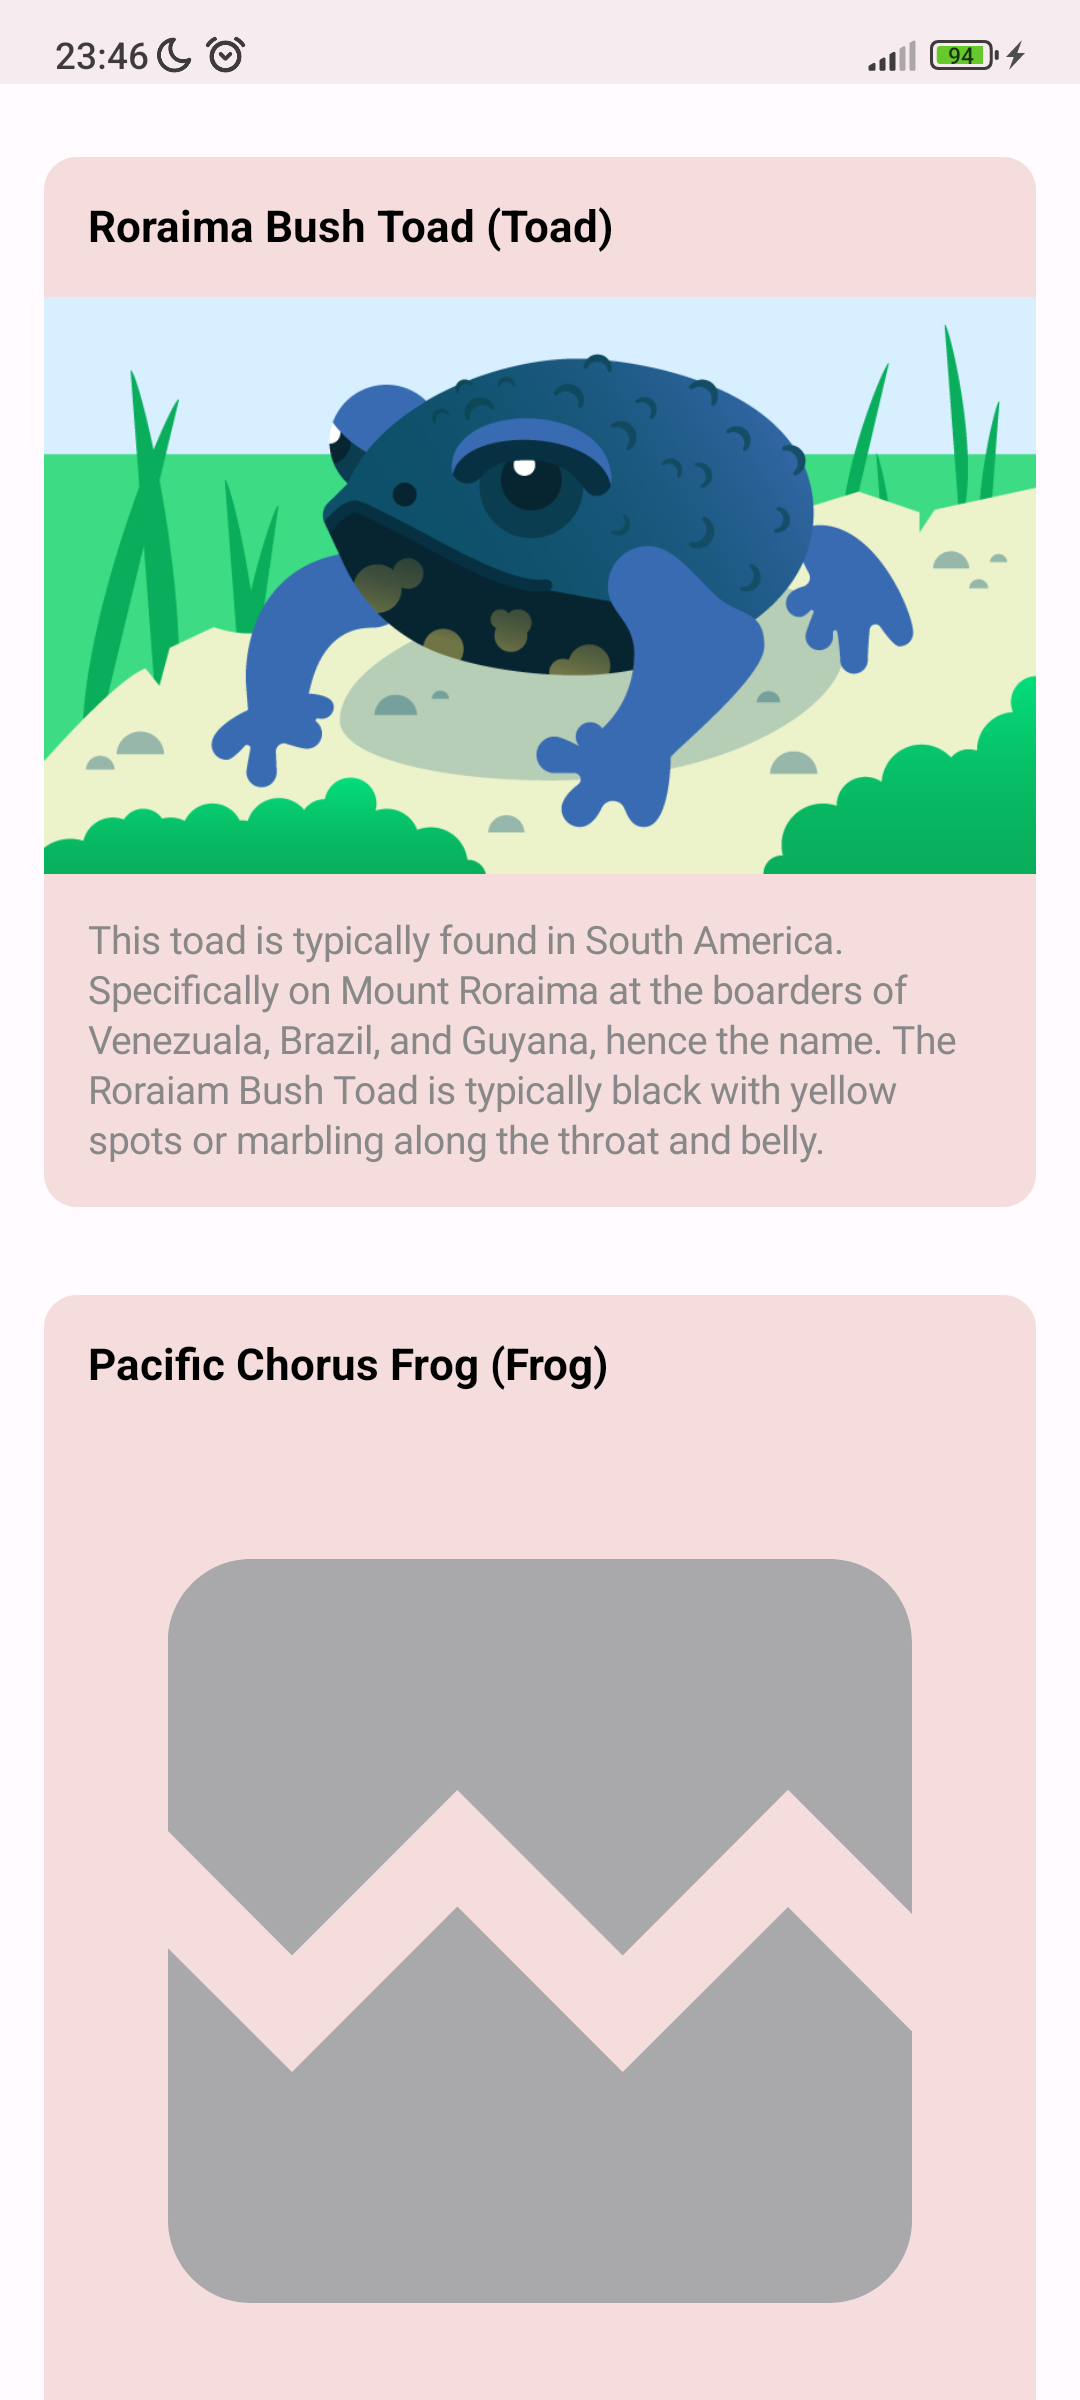 23:46
94
Roraima Bush Toad (Toad)
This toad is typically found in South America.
Specifically on Mount Roraima at the boarders of
Venezuala, Brazil, and Guyana, hence the name. The
Roraiam Bush Toad is typically black with yellow
spots or marbling along the throat and belly.
Pacific Chorus Frog (Frog)